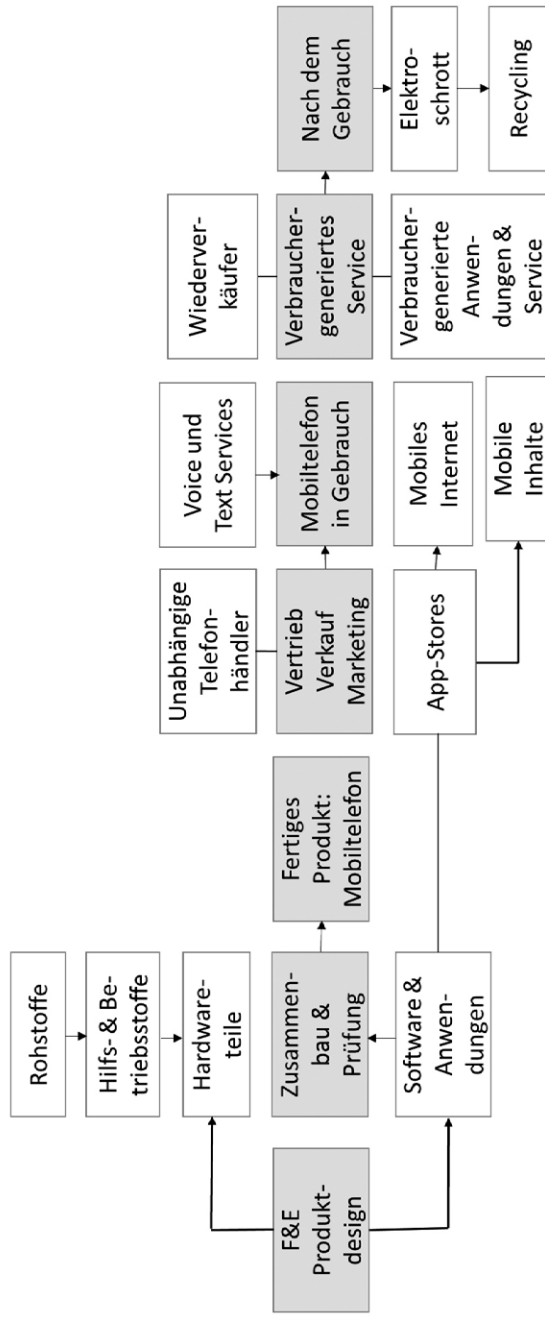 F&E
Produkt-
design
Rohstoffe
Hilfs- & Be-
triebsstoffe
Hardware-
teile
Zusammen-
bau &
Prüfung
Software &
Anwen-
dungen
Fertiges
Produkt:
Mobiltelefon
Unabhängige
Telefon-
händler
Vertrieb
Verkauf
Marketing
App-Stores
Voice und
Text Services
Mobiltelefon
in Gebrauch
Mobiles
Internet
Mobile
Inhalte
Wiederver-
käufer
Verbraucher-
generiertes
Service
Verbraucher-
generierte
Anwen-
dungen &
Service
Nach dem
Gebrauch
Elektro-
schrott
Recycling